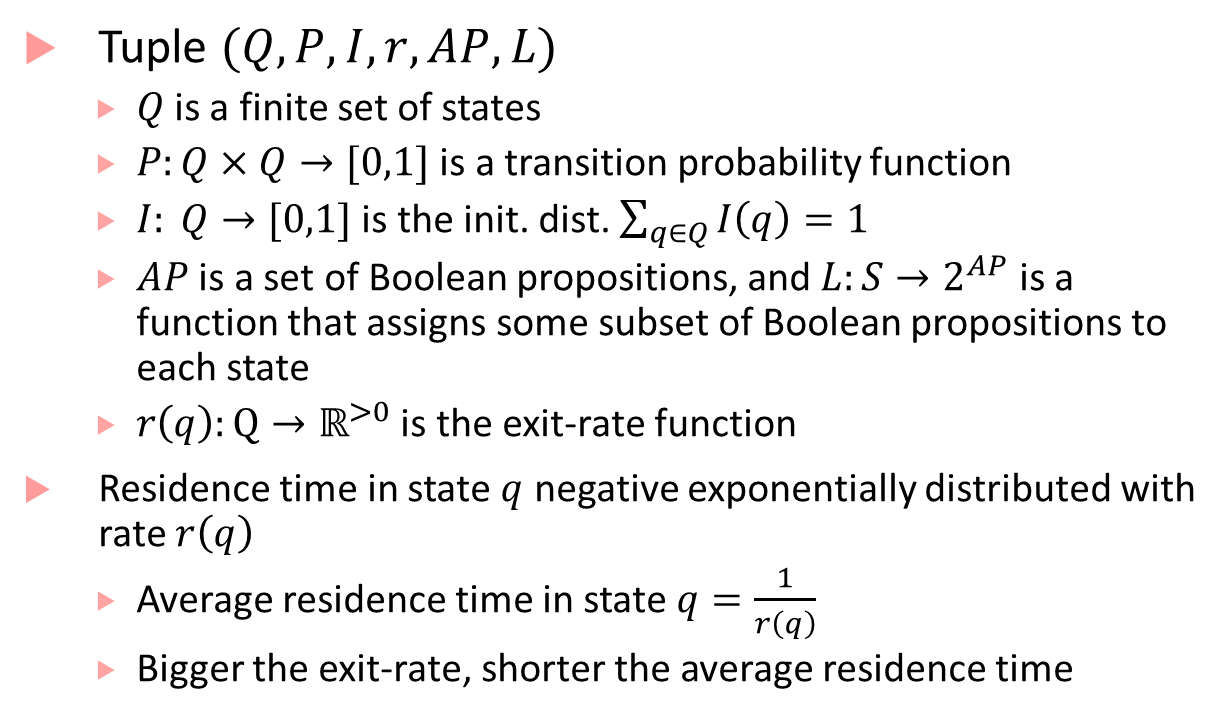 Tuple (Q, P, I, r, AP, L)
Q is a finite set of states
P: Q × Q → [0,1] is a transition probability function
I: Q → [0,1] is the init. dist. ∑_{q∈Q} I(q) = 1
AP is a set of Boolean propositions, and L: S → 2^{AP} is a
function that assigns some subset of Boolean propositions to
each state
r(q): Q → ℝ^{>0} is the exit-rate function
Residence time in state q negative exponentially distributed with
rate r(q)
Average residence time in state q = \frac{1}{r(q)}
Bigger the exit-rate, shorter the average residence time